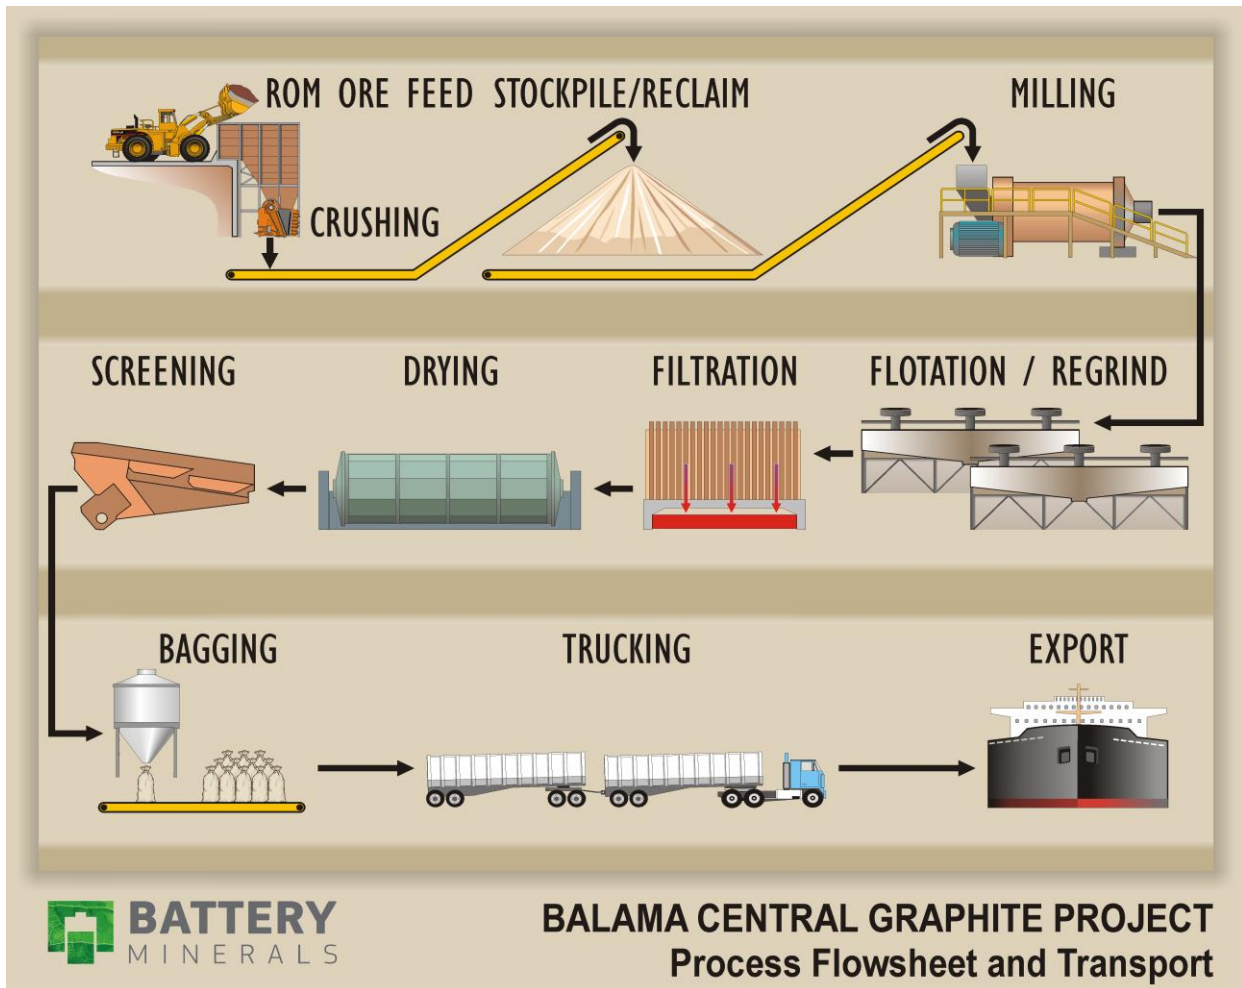 ROM ORE FEED
STOCKPILE/RECLAIM
MILLING
CRUSHING
SCREENING
DRYING
FILTRATION
FLOTATION / REGRIND
BAGGING
TRUCKING
EXPORT
BATTERY
MINERALS
BALAMA CENTRAL GRAPHITE PROJECT
Process Flowsheet and Transport